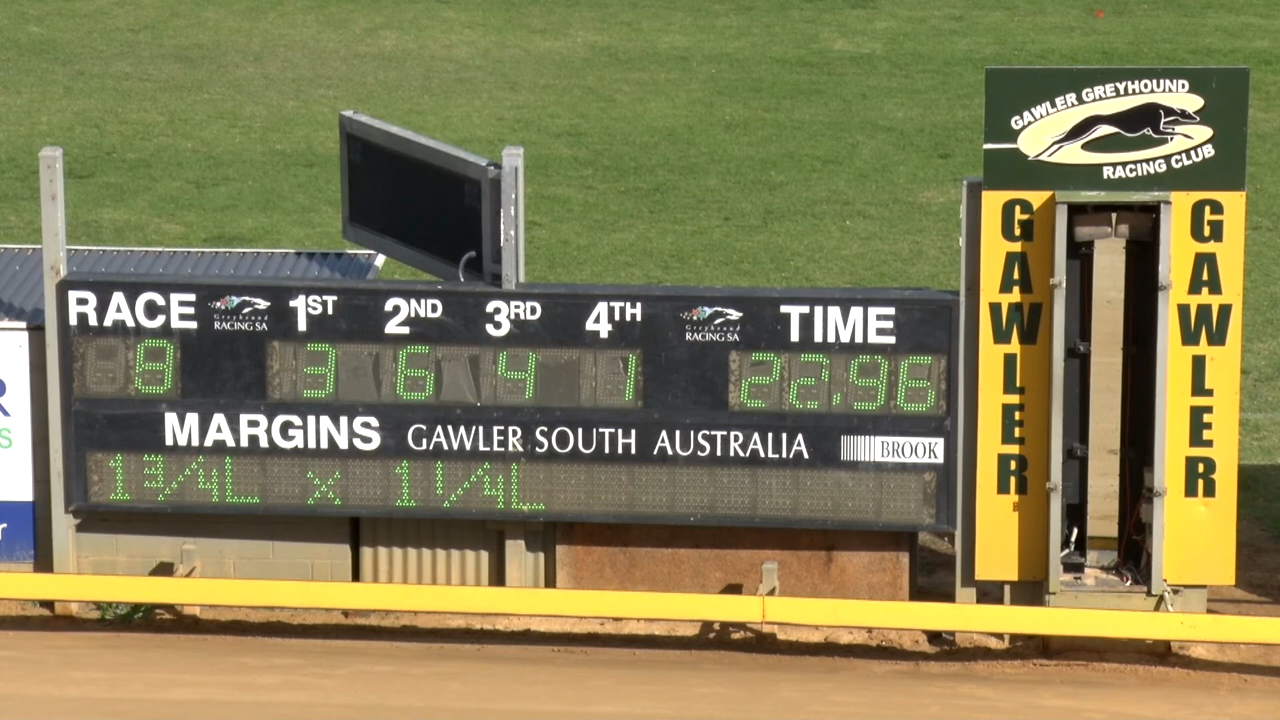 GAWLER GREYHOUND
RACING CLUB
GAWLER
GAWLER
RACE
Greyhound
RACING SA
1ST 2ND 3RD 4TH
Greyhound
RACING SA
TIME
8 3 6 4 1 22.96
MARGINS GAWLER SOUTH AUSTRALIA BROOK
1 3/4L x 1 1/4L
R
S
r